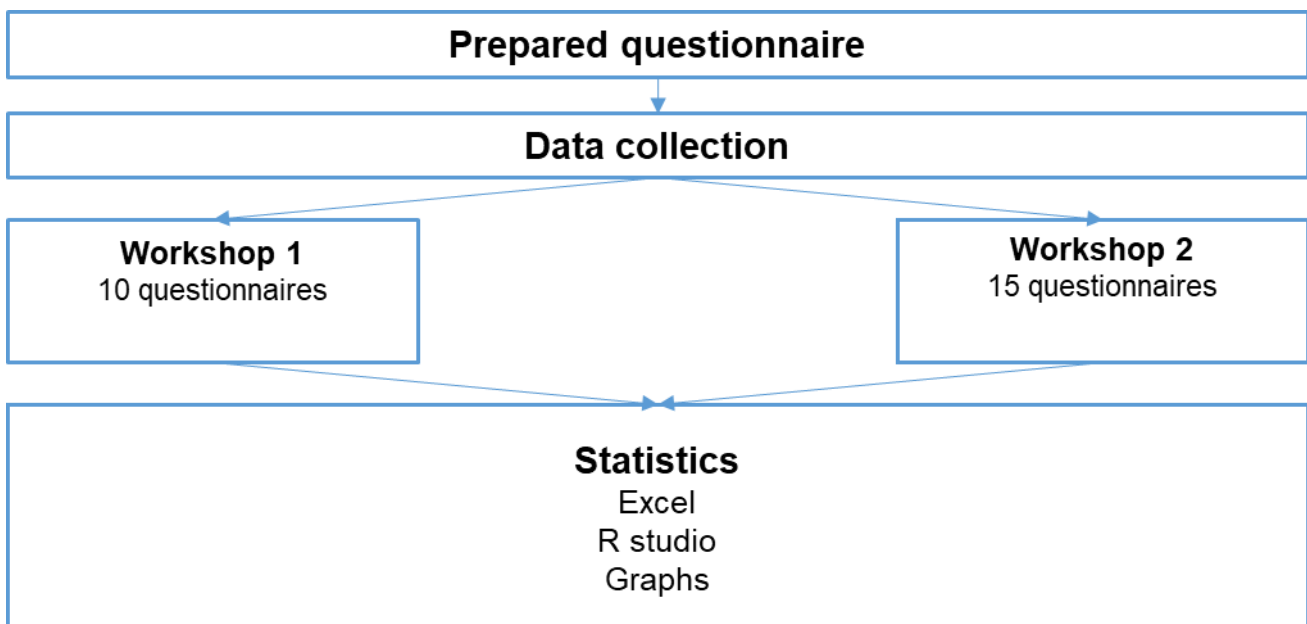 Prepared questionnaire
Data collection
Workshop 1
10 questionnaires
Workshop 2
15 questionnaires
Statistics
Excel
R studio
Graphs